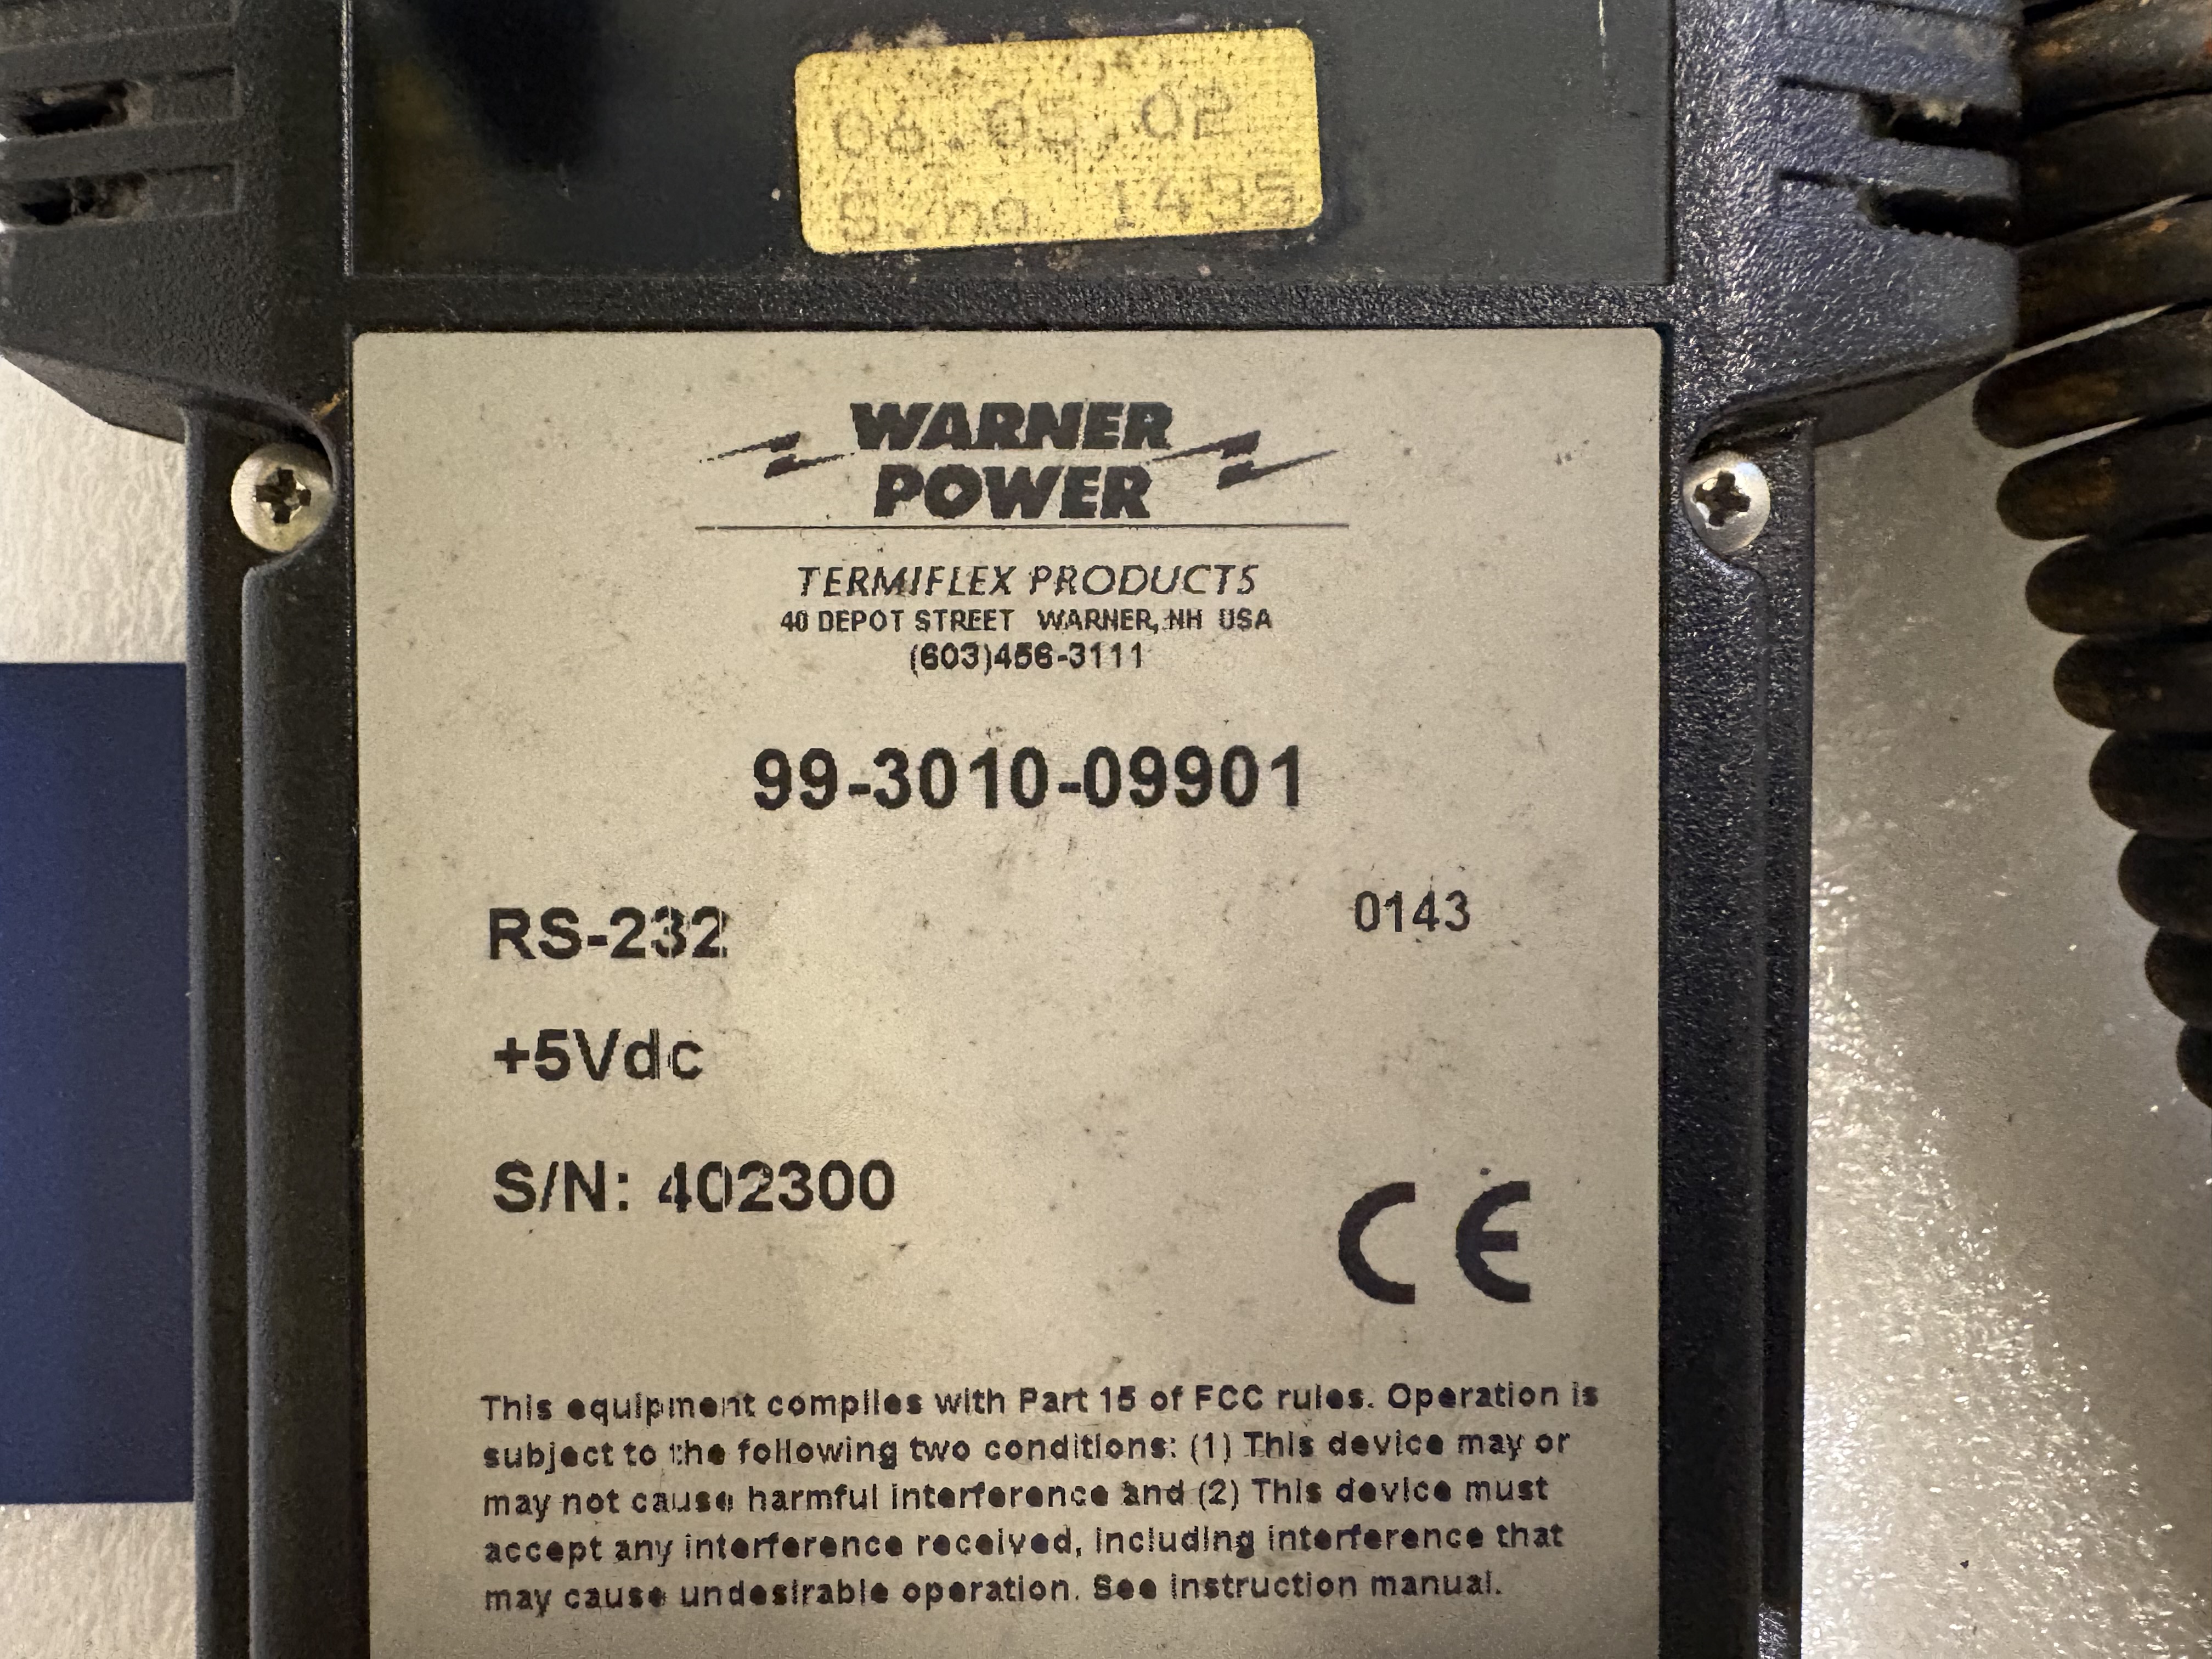 06.05.02
S.no. 1495
WARNER
POWER
TERMIFLEX PRODUCTS
40 DEPOT STREET WARNER, NH USA
(603)456-3111
99-3010-09901
RS-232
0143
+5Vdc
S/N: 402300
CE
This equipment complies with Part 15 of FCC rules. Operation is
subject to the following two conditions: (1) This device may or
may not cause harmful interference and (2) This device must
accept any interference received, including interference that
may cause undesirable operation. See instruction manual.